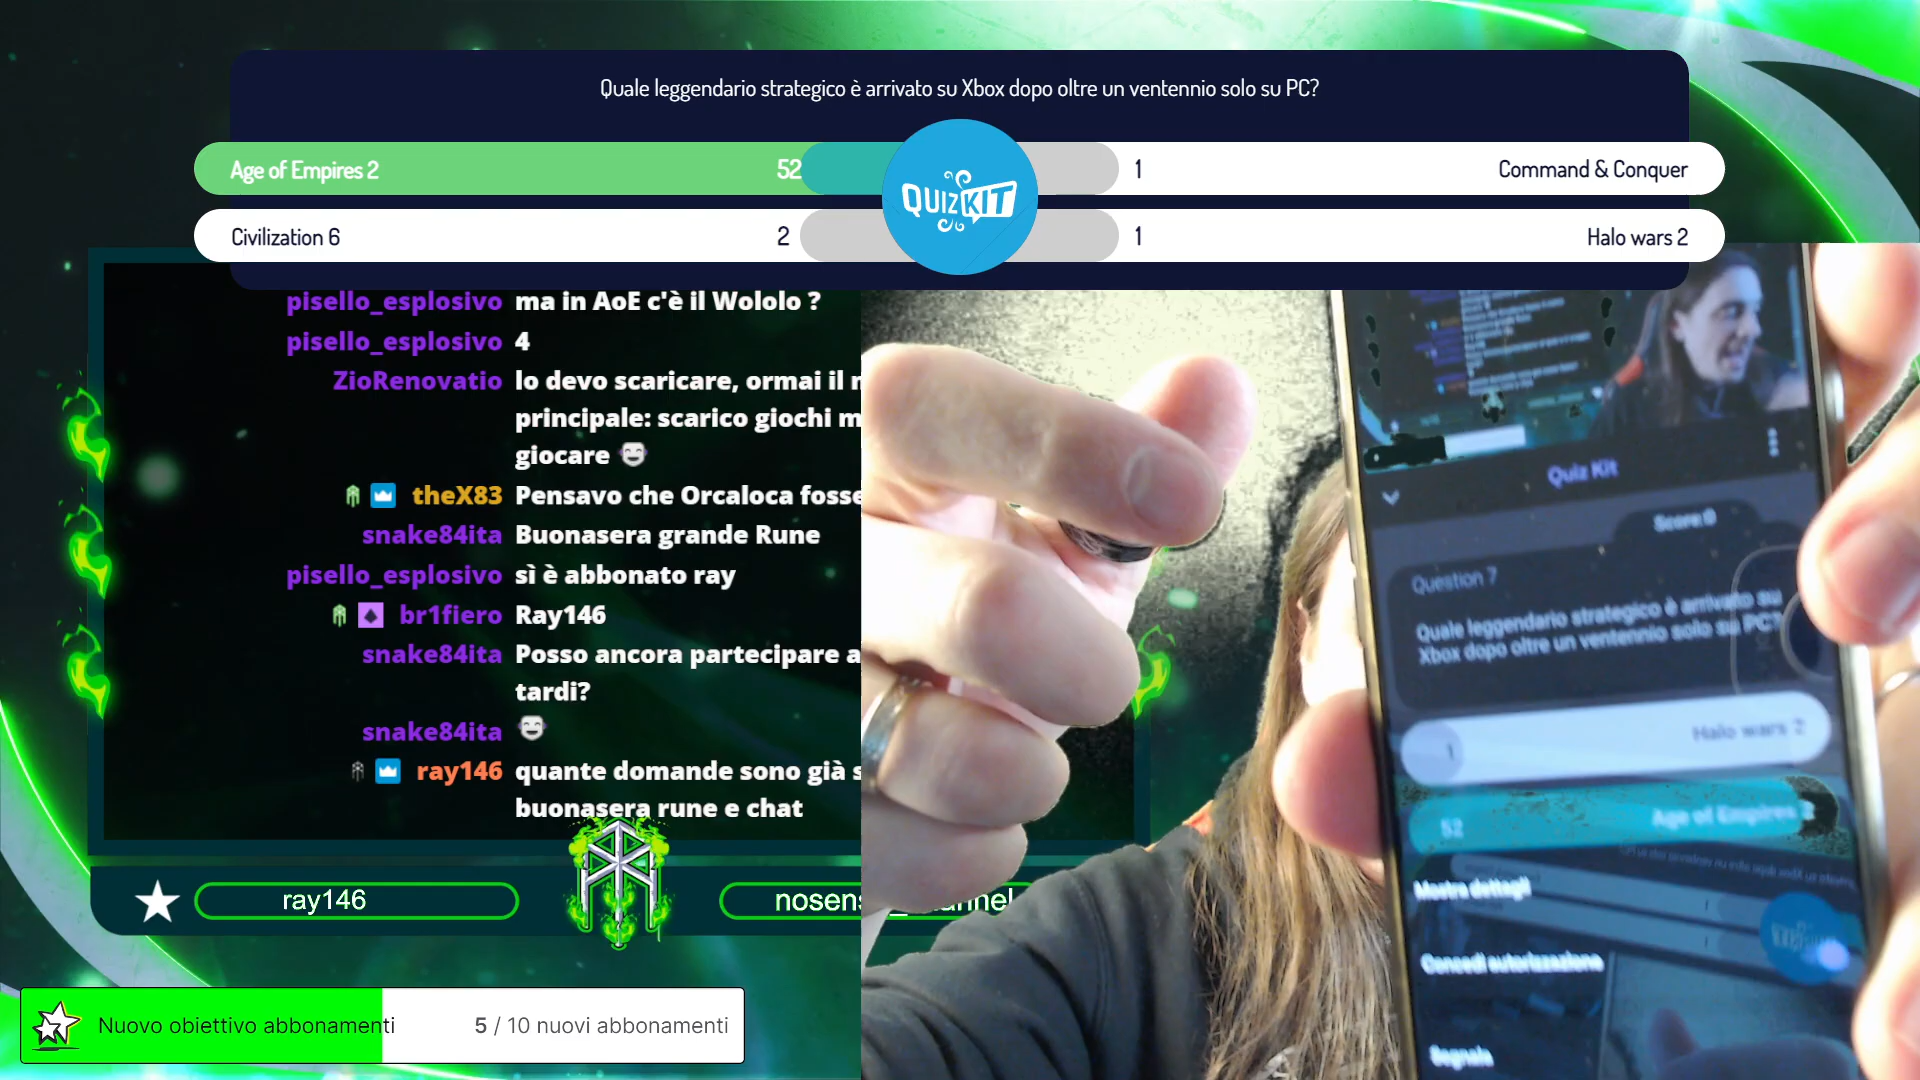 Quale leggendario strategico è arrivato su Xbox dopo oltre un ventennio solo su PC?
Age of Empires 2 52
1 Command & Conquer
QUIZKIT
Civilization 6 2
1 Halo wars 2
pisello_esplosivo ma in AoE c'è il Wololo ?
pisello_esplosivo 4
ZioRenovatio lo devo scaricare, ormai il
principale: scarico giochi
giocare
theX83 Pensavo che Orcaloca fosse
snake84ita Buonasera grande Rune
pisello_esplosivo sì è abbonato ray
br1fiero Ray146
snake84ita Posso ancora partecipare a
tardi?
snake84ita
ray146 quante domande sono già
buonasera rune e chat
ray146
Nuovo obiettivo abbonamenti 5 / 10 nuovi abbonamenti
Quiz Kit
Score:0
Question 7
Quale leggendario strategico è arrivato su
Xbox dopo oltre un ventennio solo su PC?
1 Halo wars 2
52 Age of Empires 2
Mostra dettagli
Concedi autorizzazione
Segnala